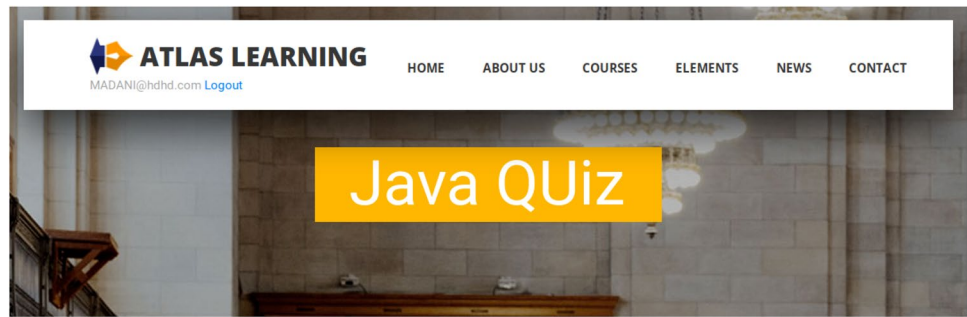 ATLAS LEARNING
MADANI@hdhd.com Logout
HOME ABOUT US COURSES ELEMENTS NEWS CONTACT
Java QUiz